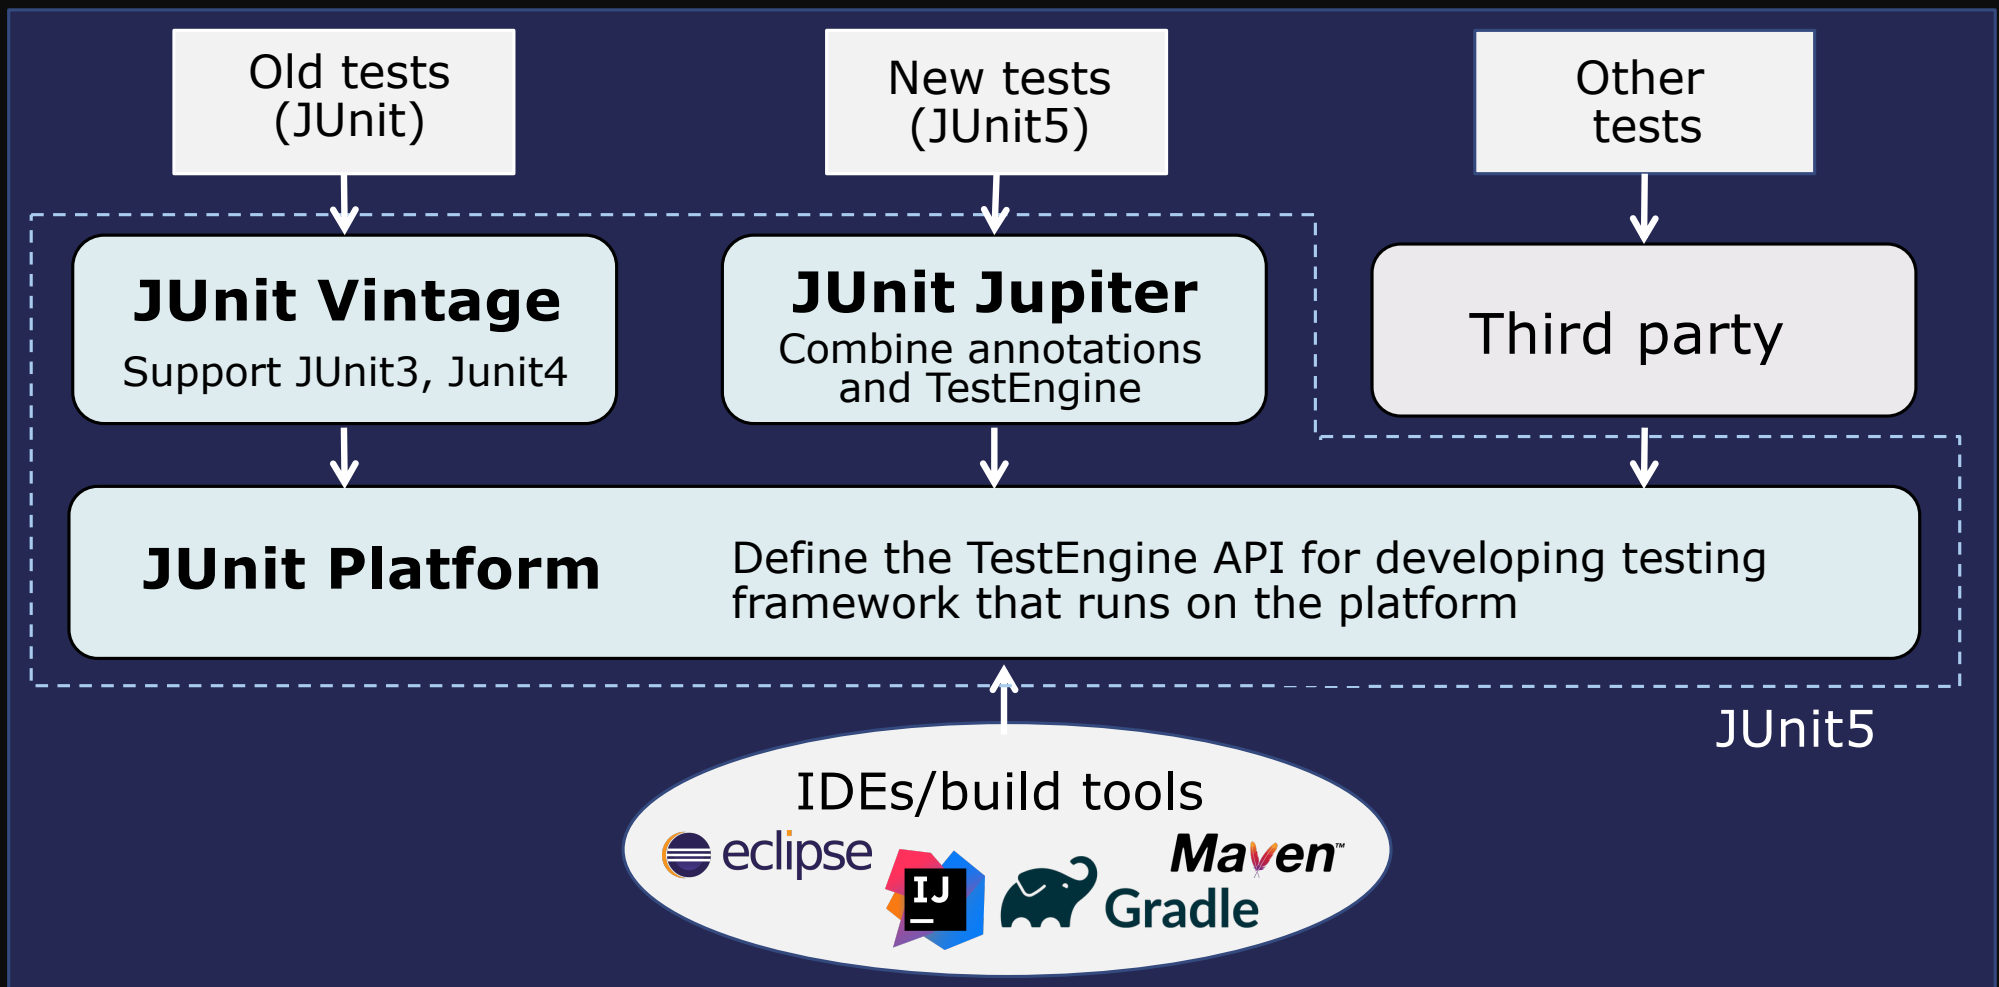 Old tests
(JUnit)
New tests
(JUnit5)
Other
tests
JUnit Vintage
Support JUnit3, Junit4
JUnit Jupiter
Combine annotations
and TestEngine
Third party
JUnit Platform
Define the TestEngine API for developing testing
framework that runs on the platform
JUnit5
IDEs/build tools
eclipse
IJ
Gradle
Maven™